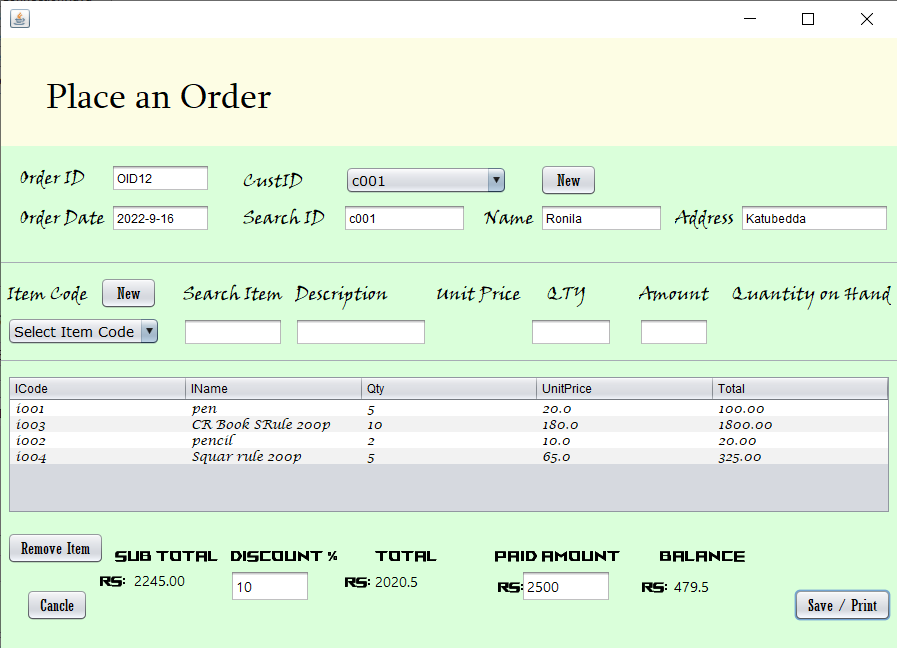 Place an Order
Order ID OID12 CustID c001 New
Order Date 2022-9-16 Search ID c001 Name Ronila Address Katubedda
Item Code New Search Item Description Unit Price QTY Amount Quantity on Hand
Select Item Code
ICode IName Qty UnitPrice Total
i001 pen 5 20.0 100.00
i003 CR Book SRule 200p 10 180.0 1800.00
i002 pencil 2 10.0 20.00
i004 Squar rule 200p 5 65.0 325.00
Remove Item SUB TOTAL DISCOUNT % TOTAL PAID AMOUNT BALANCE
RS: 2245.00 10 RS: 2020.5 RS: 2500 RS: 479.5
Cancle Save / Print